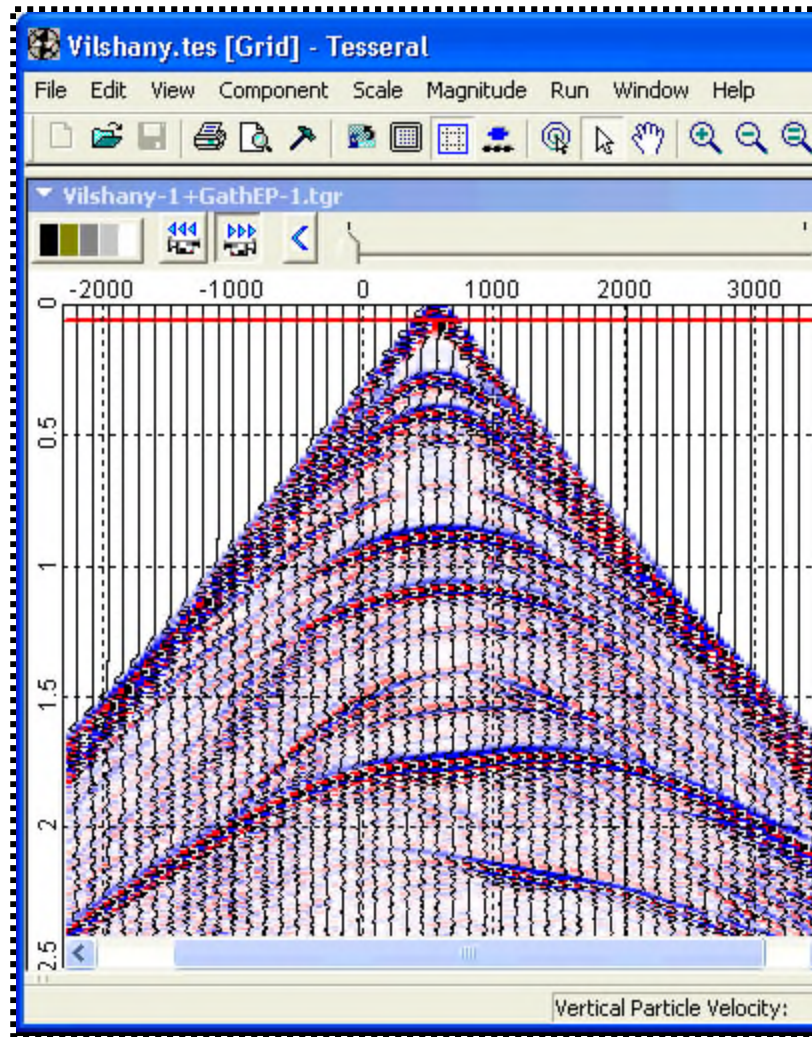 Vilshany.tes [Grid] - Tesseral
File Edit View Component Scale Magnitude Run Window Help
Vilshany-1+GathEP-1.tgr
-2000 -1000 0 1000 2000 3000
0
0.5
1
1.5
2
2.5
Vertical Particle Velocity: